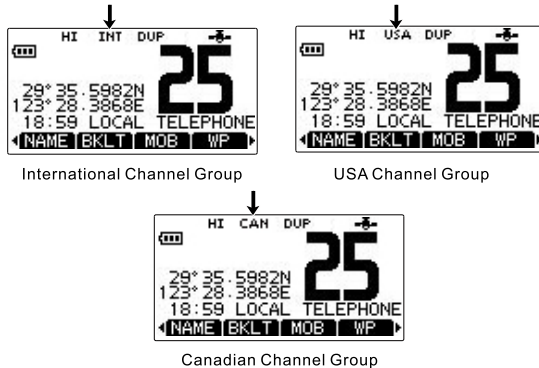 HI INT DUP
25
29° 35.5982N
123° 28.3868E
18:59 LOCAL TELEPHONE
NAME BKLT MOB WP
International Channel Group
HI USA DUP
25
29° 35.5982N
123° 28.3868E
18:59 LOCAL TELEPHONE
NAME BKLT MOB WP
USA Channel Group
HI CAN DUP
25
29° 35.5982N
123° 28.3868E
18:59 LOCAL TELEPHONE
NAME BKLT MOB WP
Canadian Channel Group